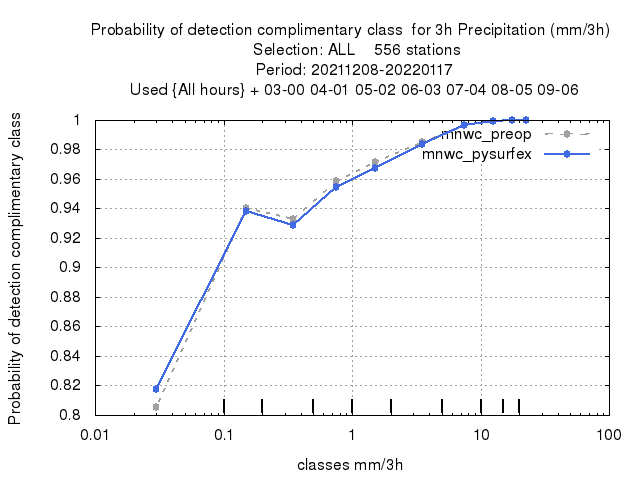 Probability of detection complimentary class  for 3h Precipitation (mm/3h)
Selection: ALL    556 stations
Period: 20211208-20220117
Used {All hours} + 03-00 04-01 05-02 06-03 07-04 08-05 09-06
Probability of detection complimentary class
1
0.98
0.96
0.94
0.92
0.9
0.88
0.86
0.84
0.82
0.8
mnwc_preop
mnwc_pysurfex
0.01 0.1 1 10 100
classes mm/3h